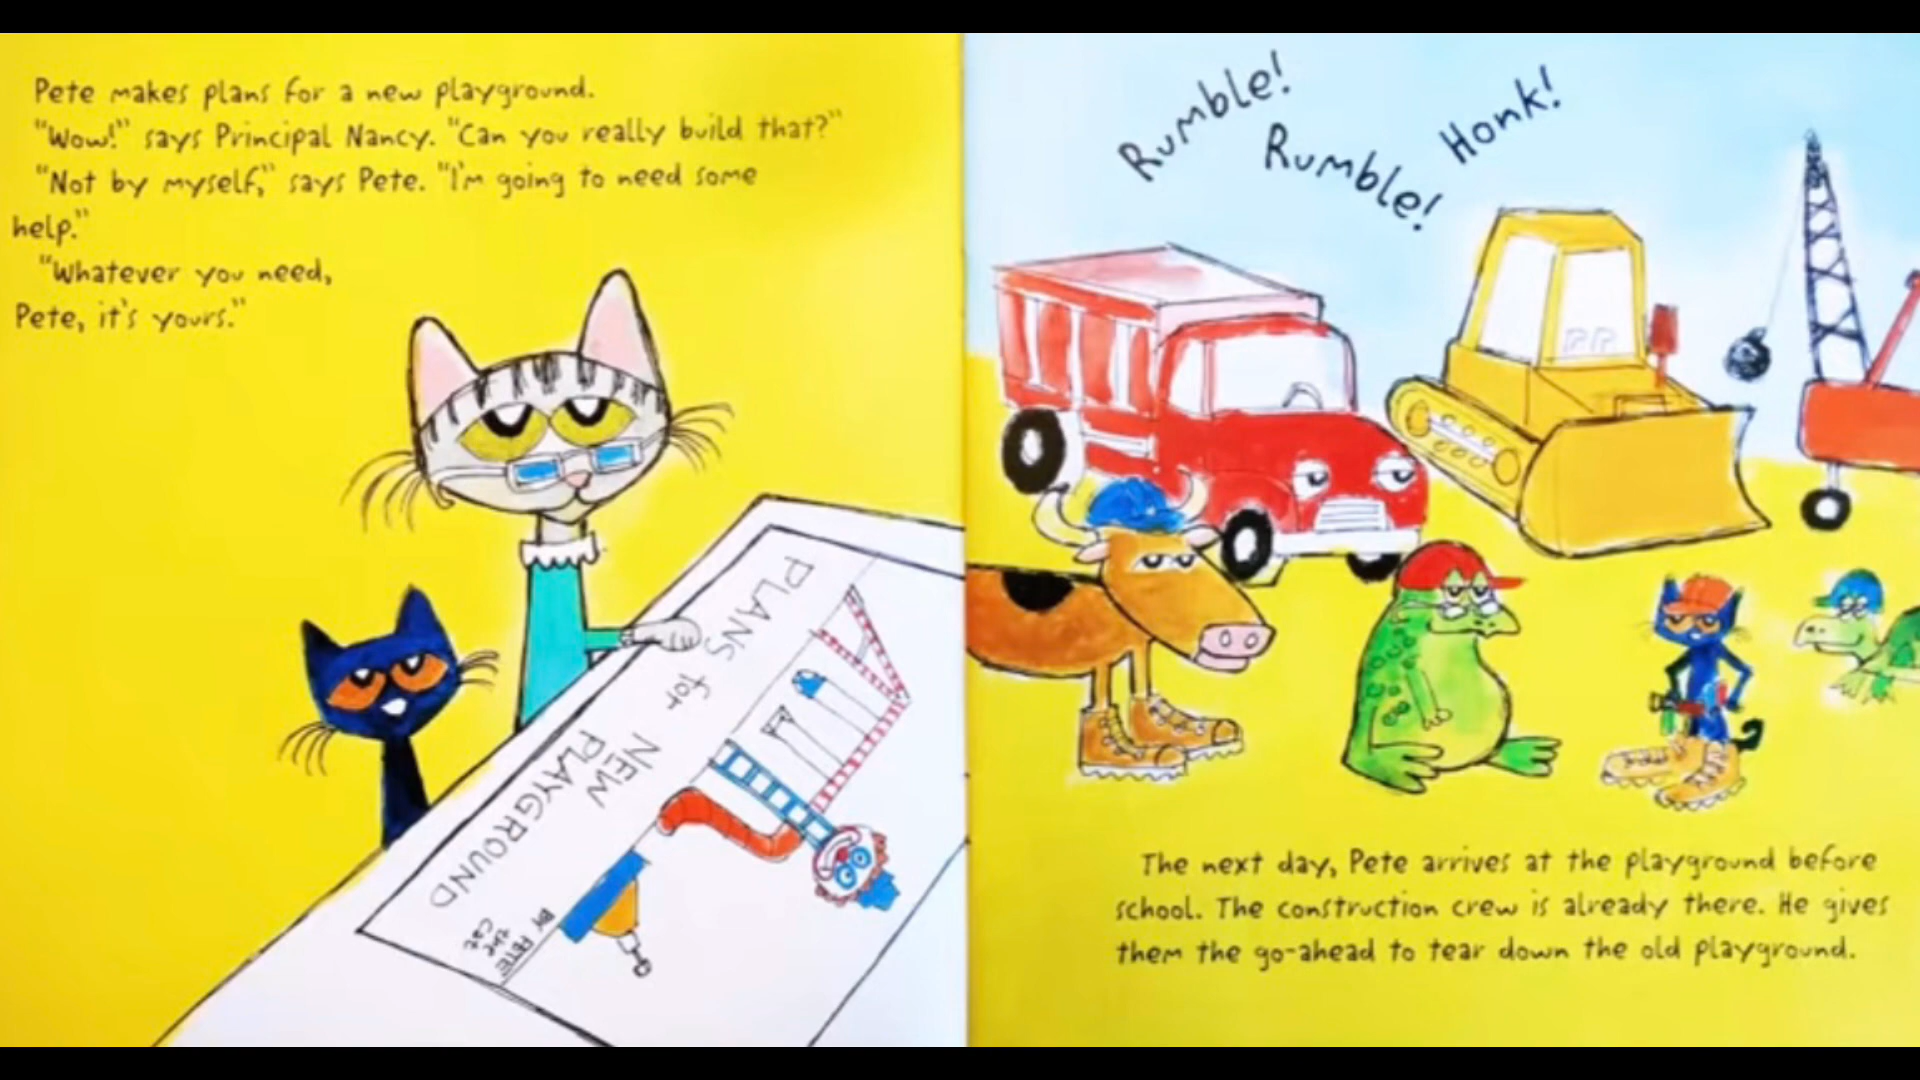 Pete makes plans for a new playground.
"Wow!" says Principal Nancy. "Can you really build that?"
"Not by myself," says Pete. "I'm going to need some
help."
"Whatever you need,
Pete, it's yours."
PLANS for
NEW
PLAYGROUND
BY PETE
the
Cat
Rumble!
Rumble!
Honk!
The next day, Pete arrives at the playground before
school. The construction crew is already there. He gives
them the go-ahead to tear down the old playground.